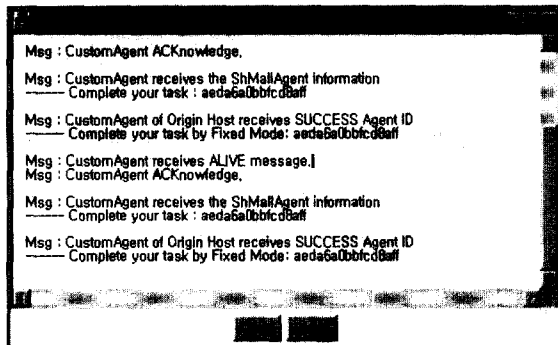 Msg : CustomAgent ACKnowledge,
Msg : CustomAgent receives the ShMallAgent information
------- Complete your task : aeda6a0bbfcd8aff
Msg : CustomAgent of Origin Host receives SUCCESS Agent ID
------- Complete your task by Fixed Mode: aeda6a0bbfcd8aff
Msg : CustomAgent receives ALIVE message.
Msg : CustomAgent ACKnowledge,
Msg : CustomAgent receives the ShMallAgent information
------- Complete your task : aeda6a0bbfcd8aff
Msg : CustomAgent of Origin Host receives SUCCESS Agent ID
------- Complete your task by Fixed Mode: aeda6a0bbfcd8aff